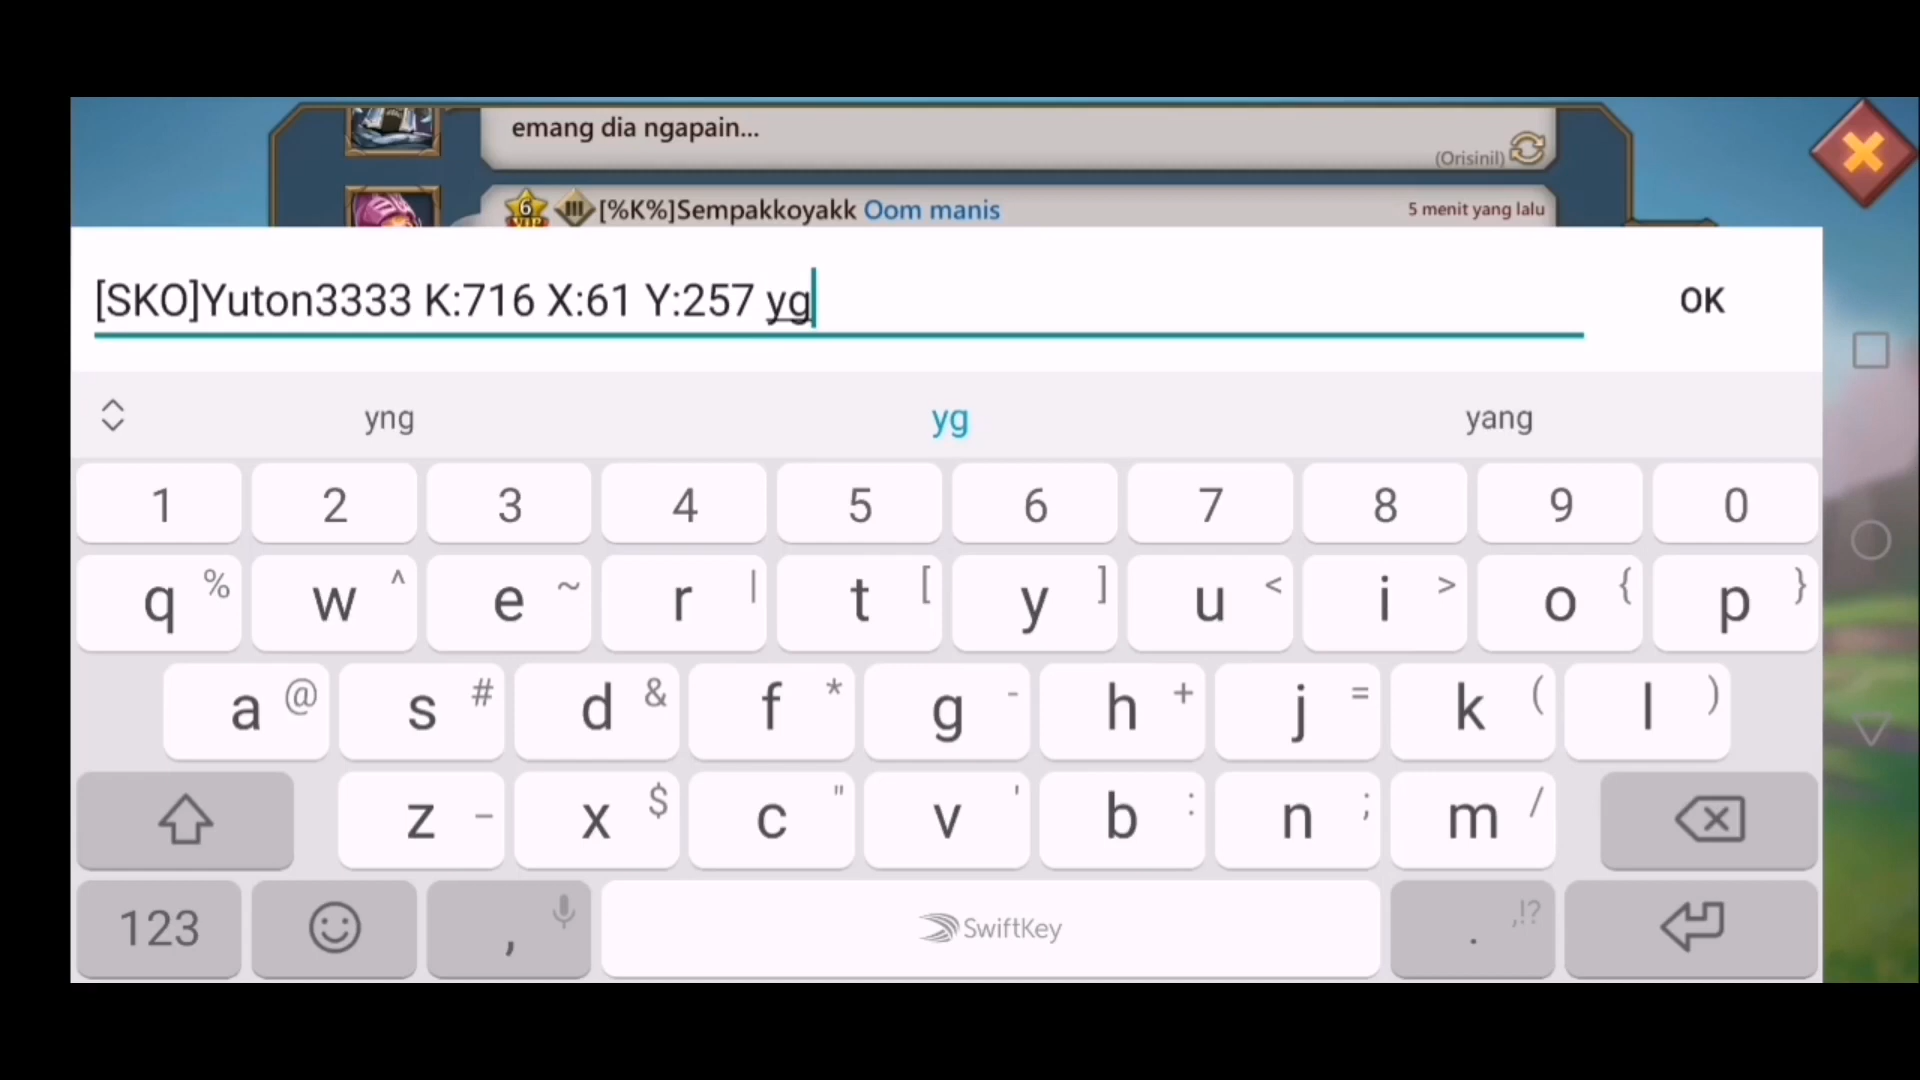 emang dia ngapain...
(Orisinil)
6 VIP III [%K%]Sempakkoyakk Oom manis 5 menit yang lalu
[SKO]Yuton3333 K:716 X:61 Y:257 yg OK
yng yg yang
1 2 3 4 5 6 7 8 9 0
q % w ^ e ~ r | t [ y ] u < i > o { p }
a @ s # d & f * g - h + j = k ( l )
z _ x $ c " v ' b : n ; m /
123 , SwiftKey . ,!?